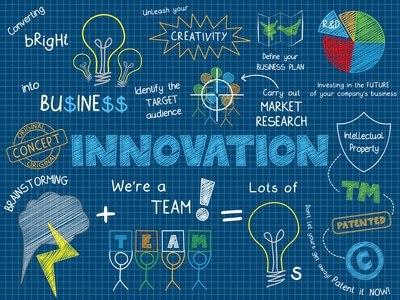 Converting
bRigHt
into
BU$INE$$
Unleash your
CREATIVITY
Define your
BUSINESS PLAN
R&D
Investing in the FUTURE
of your company's business
Identify the
TARGET
audience
Carry out
MARKET
RESEARCH
ORIGINAL
CONCEPT
ORIGINAL
INNOVATION
Intellectual
Property
BRAINSTORMING
+
We're a
TEAM!
TEAM
=
Lots of
s
TM
PATENTED
©
Don't let yours get away! Patent it NOW!